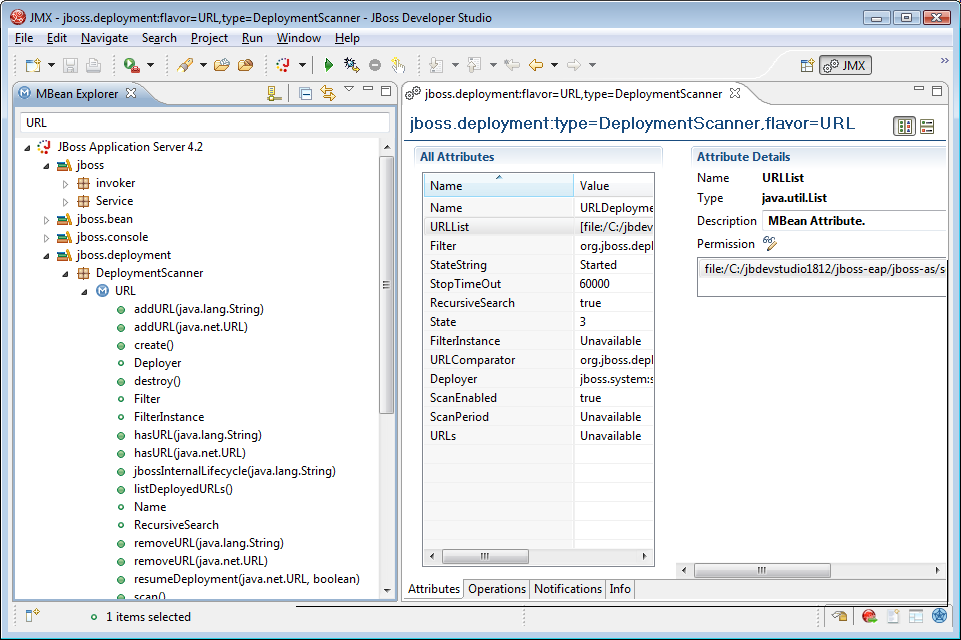 JMX - jboss.deployment:flavor=URL,type=DeploymentScanner - JBoss Developer Studio
File Edit Navigate Search Project Run Window Help
JMX
MBean Explorer
URL
JBoss Application Server 4.2
jboss
invoker
Service
jboss.bean
jboss.console
jboss.deployment
DeploymentScanner
URL
addURL(java.lang.String)
addURL(java.net.URL)
create()
Deployer
destroy()
Filter
FilterInstance
hasURL(java.lang.String)
hasURL(java.net.URL)
jbossInternalLifecycle(java.lang.String)
listDeployedURLs()
Name
RecursiveSearch
removeURL(java.lang.String)
removeURL(java.net.URL)
resumeDeployment(java.net.URL, boolean)
scan()
jboss.deployment:flavor=URL,type=DeploymentScanner
jboss.deployment:type=DeploymentScanner,flavor=URL
All Attributes
Name Value
Name URLDeployme
URLList [file:/C:/jbdev
Filter org.jboss.depl
StateString Started
StopTimeOut 60000
RecursiveSearch true
State 3
FilterInstance Unavailable
URLComparator org.jboss.depl
Deployer jboss.system:s
ScanEnabled true
ScanPeriod Unavailable
URLs Unavailable
Attribute Details
Name URLList
Type java.util.List
Description MBean Attribute.
Permission
file:/C:/jbdevstudio1812/jboss-eap/jboss-as/s
Attributes Operations Notifications Info
1 items selected